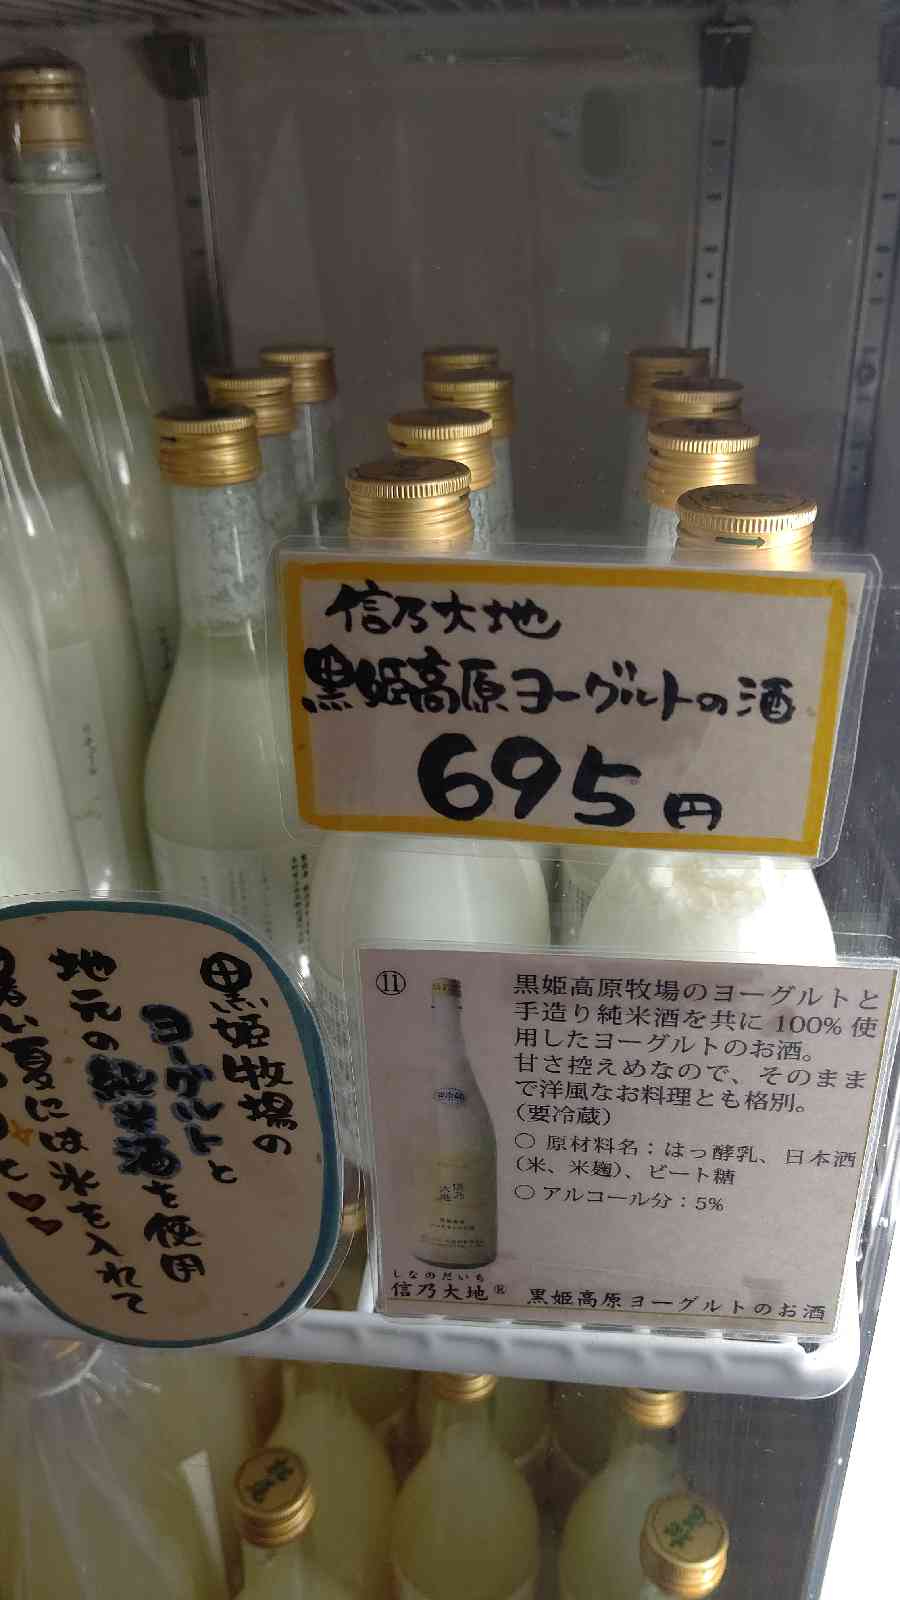 信乃大地
黒姫高原ヨーグルトの酒
695円
黒姫牧場の
ヨーグルトと
純米酒を使用
地元の
暑い夏には氷を入れて
⑪
黒姫高原牧場のヨーグルトと
手造り純米酒を共に100%使
用したヨーグルトのお酒。
甘さ控えめなので、そのまま
で洋風なお料理とも格別。
(要冷蔵)
○ 原材料名：はっ酵乳、日本酒
(米、米麹)、ビート糖
○ アルコール分：5%
しなのだいち
信乃大地® 黒姫高原ヨーグルトのお酒